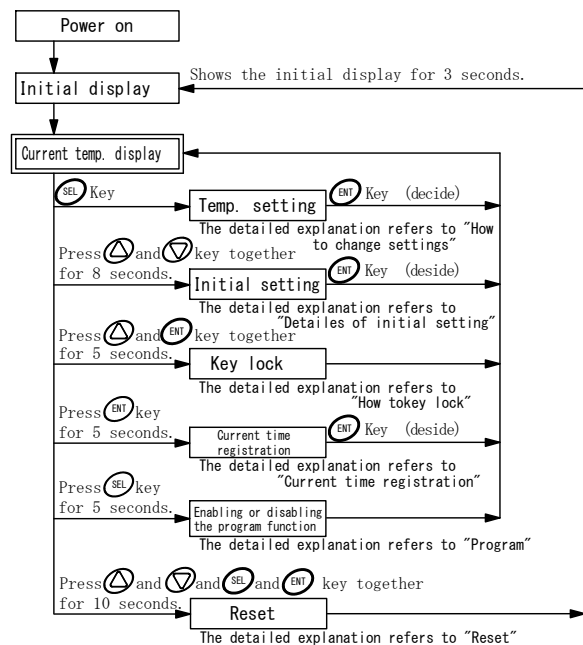 Power on
Initial display
Shows the initial display for 3 seconds.
Current temp. display
SEL Key
Temp. setting
ENT Key (decide)
The detailed explanation refers to "How
to change settings"
Press △ and ▽ key together
for 8 seconds.
Initial setting
ENT Key (deside)
The detailed explanation refers to
"Detailes of initial setting"
Press △ and ENT key together
for 5 seconds.
Key lock
The detailed explanation refers to
"How tokey lock"
Press ENT key
for 5 seconds.
Current time
registration
ENT Key (deside)
The detailed explanation refers to
"Current time registration"
Press SEL key
for 5 seconds.
Enabling or disabling
the program function
The detailed explanation refers to "Program"
Press △ and ▽ and SEL and ENT key together
for 10 seconds.
Reset
The detailed explanation refers to "Reset"